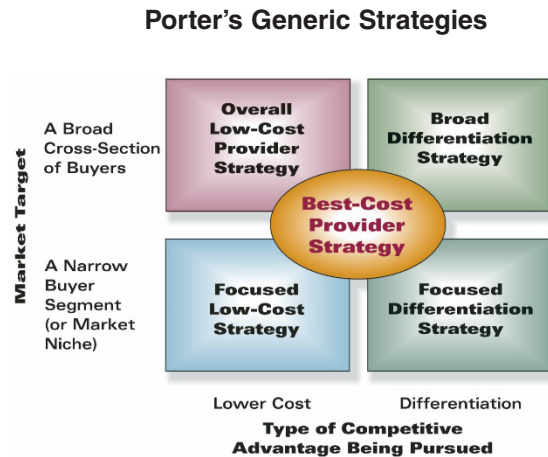 Porter's Generic Strategies
Market Target
A Broad
Cross-Section
of Buyers
Overall
Low-Cost
Provider
Strategy
Broad
Differentiation
Strategy
Best-Cost
Provider
Strategy
A Narrow
Buyer
Segment
(or Market
Niche)
Focused
Low-Cost
Strategy
Focused
Differentiation
Strategy
Lower Cost
Differentiation
Type of Competitive
Advantage Being Pursued